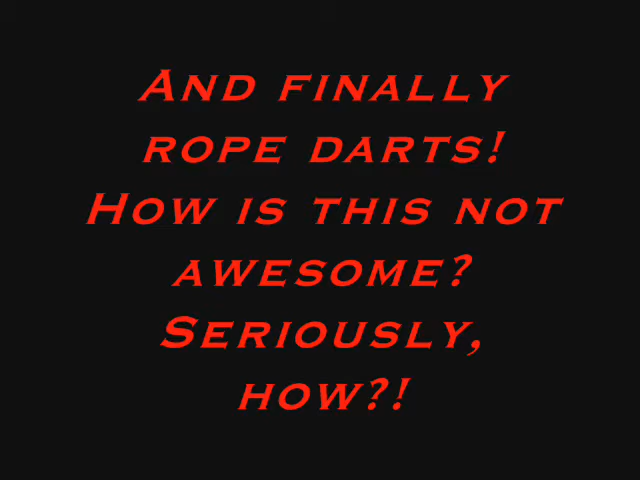 And finally
rope darts!
How is this not
awesome?
Seriously,
how?!